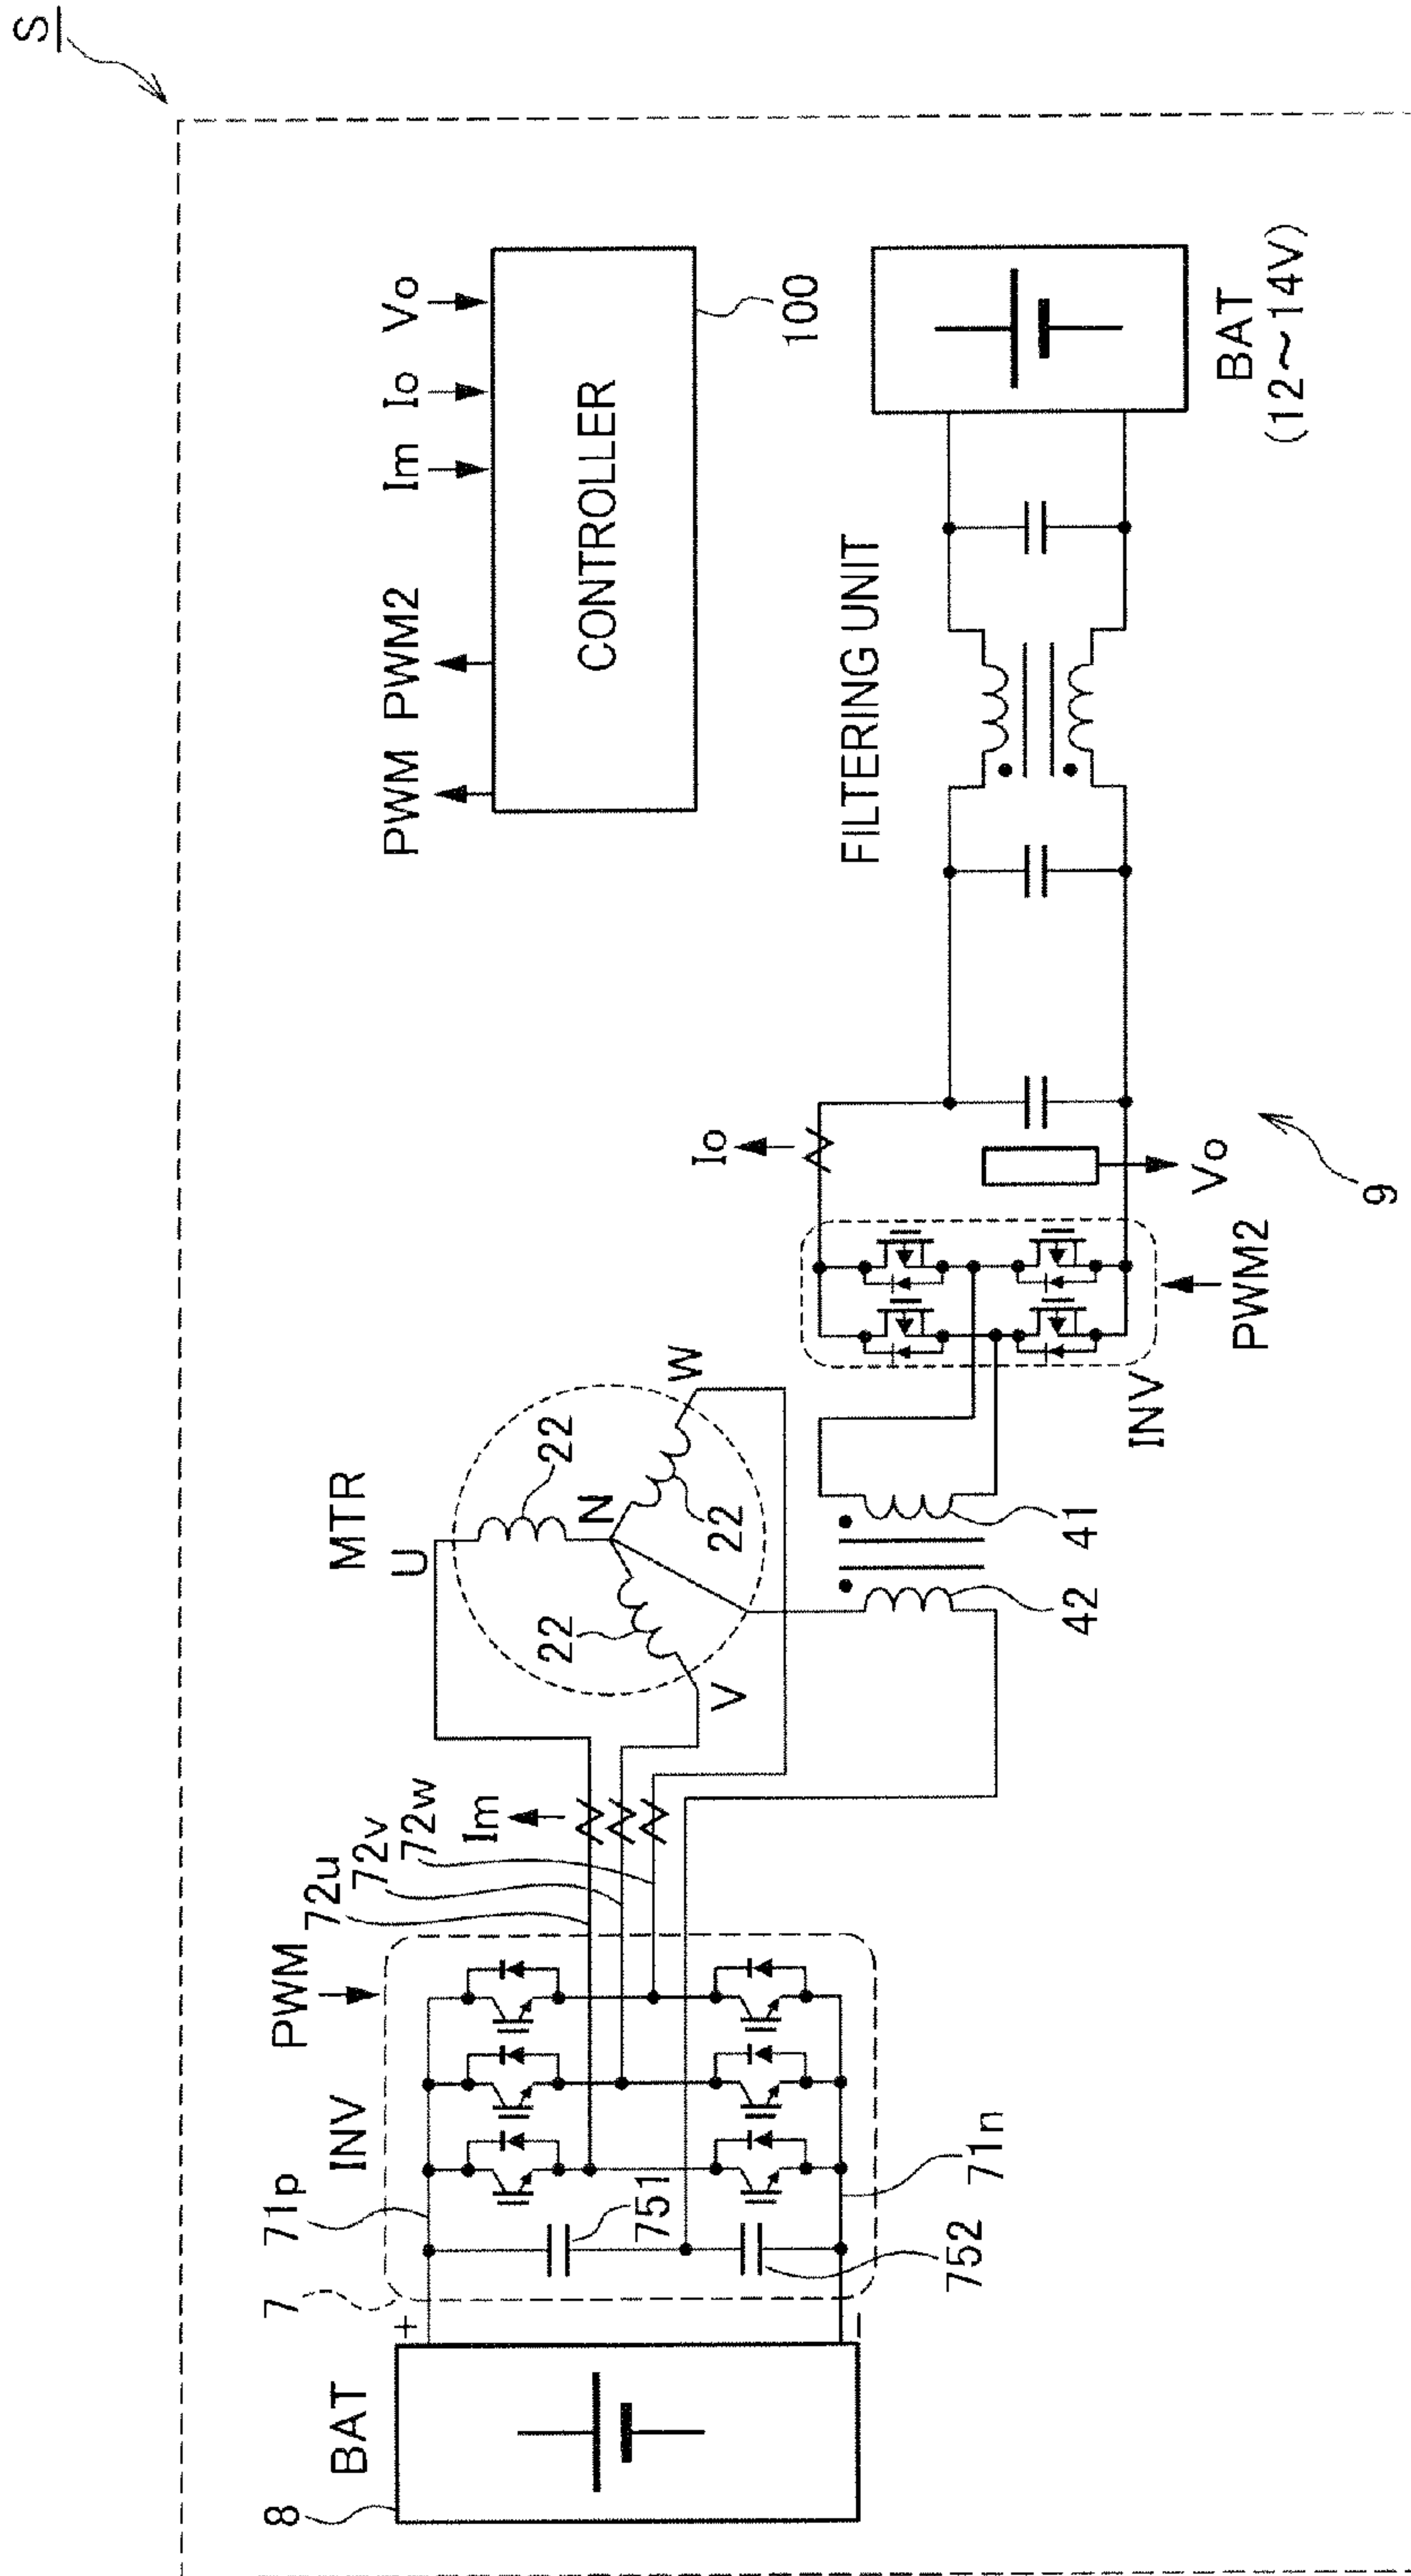 S
BAT
8
+
−
7
71p
INV
PWM
751
752
71n
72u
72v
72w
Im
MTR
U
V
W
N
22
22
22
42
41
INV
PWM2
Io
Vo
9
FILTERING UNIT
BAT
(12～14V)
PWM
PWM2
Im
Io
Vo
CONTROLLER
100